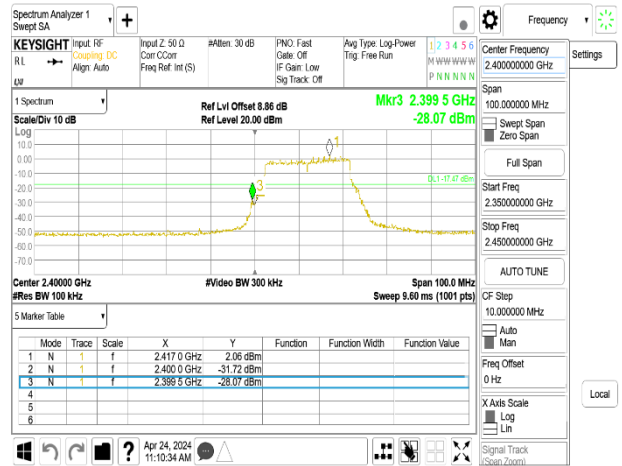 Spectrum Analyzer 1
Swept SA
+
Frequency
KEYSIGHT
Input: RF
Input Z: 50 Ω
#Atten: 30 dB
PNO: Fast
Avg Type: Log-Power
1 2 3 4 5 6
RL
Coupling: DC
Corr CCorr
Gate: Off
Trig: Free Run
M W W W W W
Align: Auto
Freq Ref: Int (S)
IF Gain: Low
P N N N N N
Sig Track: Off
1 Spectrum
Ref Lvl Offset 8.86 dB
Mkr3 2.399 5 GHz
Scale/Div 10 dB
Ref Level 20.00 dBm
-28.07 dBm
Log
10.0
0.00
-10.0
-20.0
-30.0
-40.0
-50.0
-60.0
-70.0
1
3
DL1 -17.47 dBm
Center 2.40000 GHz
#Video BW 300 kHz
Span 100.0 MHz
#Res BW 100 kHz
Sweep 9.60 ms (1001 pts)
5 Marker Table
Mode Trace Scale X Y Function Function Width Function Value
1 N 1 f 2.417 0 GHz 2.06 dBm
2 N 1 f 2.400 0 GHz -31.72 dBm
3 N 1 f 2.399 5 GHz -28.07 dBm
4
5
6
Apr 24, 2024
11:10:34 AM
?
Center Frequency
2.400000000 GHz
Settings
Span
100.000000 MHz
Swept Span
Zero Span
Full Span
Start Freq
2.350000000 GHz
Stop Freq
2.450000000 GHz
AUTO TUNE
CF Step
10.000000 MHz
Auto
Man
Freq Offset
0 Hz
X Axis Scale
Log
Lin
Local
Signal Track
(Span Zoom)